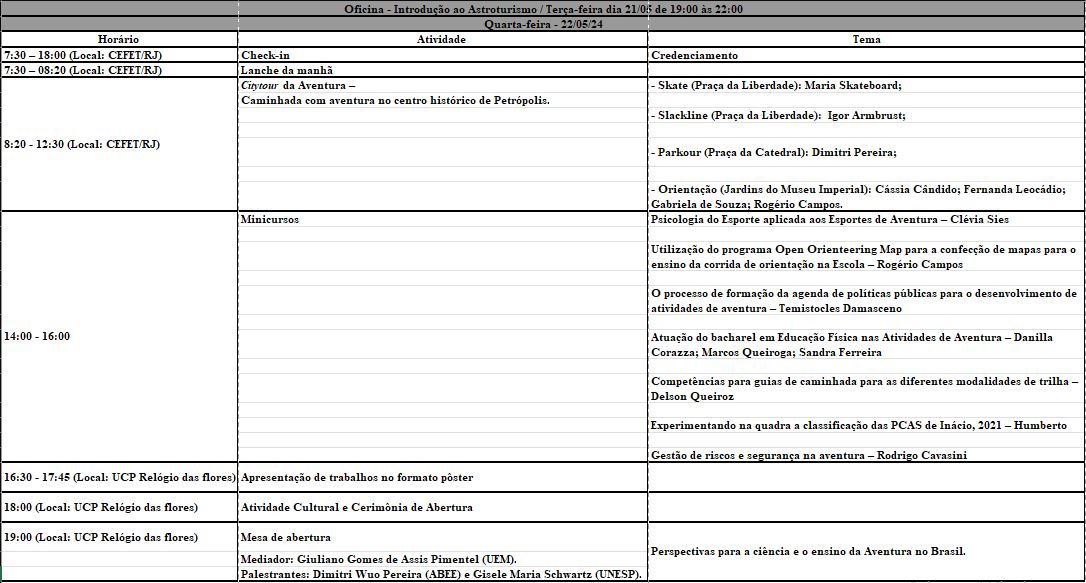 Oficina - Introdução ao Astroturismo / Terça-feira dia 21/05 de 19:00 às 22:00
Quarta-feira - 22/05/24
Horário Atividade Tema
7:30 – 18:00 (Local: CEFET/RJ) Check-in Credenciamento
7:30 – 08:20 (Local: CEFET/RJ) Lanche da manhã
8:20 - 12:30 (Local: CEFET/RJ)
Citytour da Aventura –
Caminhada com aventura no centro histórico de Petrópolis.
- Skate (Praça da Liberdade): Maria Skateboard;
- Slackline (Praça da Liberdade): Igor Armbrust;
- Parkour (Praça da Catedral): Dimitri Pereira;
- Orientação (Jardins do Museu Imperial): Cássia Cândido; Fernanda Leocádio;
Gabriela de Souza; Rogério Campos.
14:00 - 16:00
Minicursos
Psicologia do Esporte aplicada aos Esportes de Aventura – Clévia Sies
Utilização do programa Open Orienteering Map para a confecção de mapas para o
ensino da corrida de orientação na Escola – Rogério Campos
O processo de formação da agenda de políticas públicas para o desenvolvimento de
atividades de aventura – Temistocles Damasceno
Atuação do bacharel em Educação Física nas Atividades de Aventura – Danilla
Corazza; Marcos Queiroga; Sandra Ferreira
Competências para guias de caminhada para as diferentes modalidades de trilha –
Delson Queiroz
Experimentando na quadra a classificação das PCAS de Inácio, 2021 – Humberto
Gestão de riscos e segurança na aventura – Rodrigo Cavasini
16:30 - 17:45 (Local: UCP Relógio das flores) Apresentação de trabalhos no formato pôster
18:00 (Local: UCP Relógio das flores) Atividade Cultural e Cerimônia de Abertura
19:00 (Local: UCP Relógio das flores) Mesa de abertura
Mediador: Giuliano Gomes de Assis Pimentel (UEM).
Palestrantes: Dimitri Wuo Pereira (ABEE) e Gisele Maria Schwartz (UNESP).
Perspectivas para a ciência e o ensino da Aventura no Brasil.